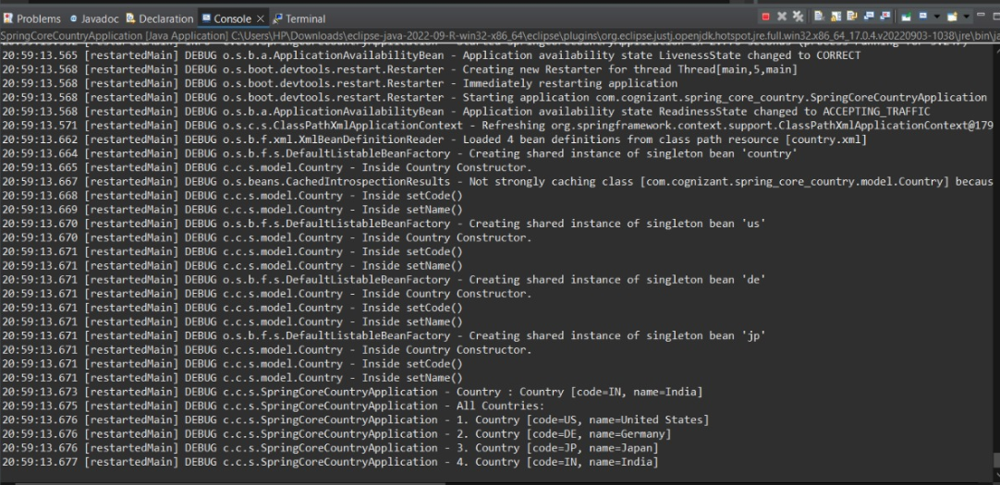 Problems Javadoc Declaration Console Terminal
SpringCoreCountryApplication [Java Application] C:\Users\HP\Downloads\eclipse-java-2022-09-R-win32-x86_64\eclipse\plugins\org.eclipse.justj.openjdk.hotspot.jre.full.win32.x86_64_17.0.4.v20220903-1038\jre\bin\ja
20:59:13.565 [restartedMain] DEBUG o.s.b.a.ApplicationAvailabilityBean - Application availability state LivenessState changed to CORRECT
20:59:13.568 [restartedMain] DEBUG o.s.boot.devtools.restart.Restarter - Creating new Restarter for thread Thread[main,5,main]
20:59:13.568 [restartedMain] DEBUG o.s.boot.devtools.restart.Restarter - Immediately restarting application
20:59:13.568 [restartedMain] DEBUG o.s.boot.devtools.restart.Restarter - Starting application com.cognizant.spring_core_country.SpringCoreCountryApplication
20:59:13.568 [restartedMain] DEBUG o.s.b.a.ApplicationAvailabilityBean - Application availability state ReadinessState changed to ACCEPTING_TRAFFIC
20:59:13.571 [restartedMain] DEBUG o.s.c.s.ClassPathXmlApplicationContext - Refreshing org.springframework.context.support.ClassPathXmlApplicationContext@179
20:59:13.662 [restartedMain] DEBUG o.s.b.f.xml.XmlBeanDefinitionReader - Loaded 4 bean definitions from class path resource [country.xml]
20:59:13.664 [restartedMain] DEBUG o.s.b.f.s.DefaultListableBeanFactory - Creating shared instance of singleton bean 'country'
20:59:13.665 [restartedMain] DEBUG c.c.s.model.Country - Inside Country Constructor.
20:59:13.667 [restartedMain] DEBUG o.s.beans.CachedIntrospectionResults - Not strongly caching class [com.cognizant.spring_core_country.model.Country] becaus
20:59:13.668 [restartedMain] DEBUG c.c.s.model.Country - Inside setCode()
20:59:13.669 [restartedMain] DEBUG c.c.s.model.Country - Inside setName()
20:59:13.670 [restartedMain] DEBUG o.s.b.f.s.DefaultListableBeanFactory - Creating shared instance of singleton bean 'us'
20:59:13.670 [restartedMain] DEBUG c.c.s.model.Country - Inside Country Constructor.
20:59:13.671 [restartedMain] DEBUG c.c.s.model.Country - Inside setCode()
20:59:13.671 [restartedMain] DEBUG c.c.s.model.Country - Inside setName()
20:59:13.671 [restartedMain] DEBUG o.s.b.f.s.DefaultListableBeanFactory - Creating shared instance of singleton bean 'de'
20:59:13.671 [restartedMain] DEBUG c.c.s.model.Country - Inside Country Constructor.
20:59:13.671 [restartedMain] DEBUG c.c.s.model.Country - Inside setCode()
20:59:13.671 [restartedMain] DEBUG c.c.s.model.Country - Inside setName()
20:59:13.671 [restartedMain] DEBUG o.s.b.f.s.DefaultListableBeanFactory - Creating shared instance of singleton bean 'jp'
20:59:13.671 [restartedMain] DEBUG c.c.s.model.Country - Inside Country Constructor.
20:59:13.671 [restartedMain] DEBUG c.c.s.model.Country - Inside setCode()
20:59:13.671 [restartedMain] DEBUG c.c.s.model.Country - Inside setName()
20:59:13.673 [restartedMain] DEBUG c.c.s.SpringCoreCountryApplication - Country : Country [code=IN, name=India]
20:59:13.675 [restartedMain] DEBUG c.c.s.SpringCoreCountryApplication - All Countries:
20:59:13.676 [restartedMain] DEBUG c.c.s.SpringCoreCountryApplication - 1. Country [code=US, name=United States]
20:59:13.676 [restartedMain] DEBUG c.c.s.SpringCoreCountryApplication - 2. Country [code=DE, name=Germany]
20:59:13.676 [restartedMain] DEBUG c.c.s.SpringCoreCountryApplication - 3. Country [code=JP, name=Japan]
20:59:13.677 [restartedMain] DEBUG c.c.s.SpringCoreCountryApplication - 4. Country [code=IN, name=India]